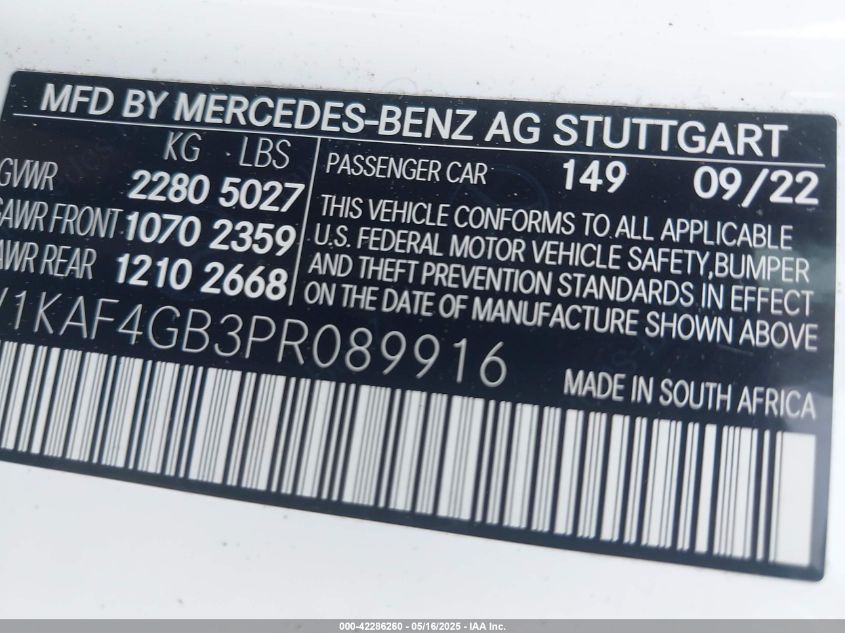 MFD BY MERCEDES-BENZ AG STUTTGART
KG LBS
GVWR 2280 5027
GAWR FRONT 1070 2359
AWR REAR 1210 2668
PASSENGER CAR 149 09/22
THIS VEHICLE CONFORMS TO ALL APPLICABLE
U.S. FEDERAL MOTOR VEHICLE SAFETY,BUMPER
AND THEFT PREVENTION STANDARDS IN EFFECT
ON THE DATE OF MANUFACTURE SHOWN ABOVE
1KAF4GB3PR089916
MADE IN SOUTH AFRICA
000-42286260 - 05/16/2025 - IAA Inc.